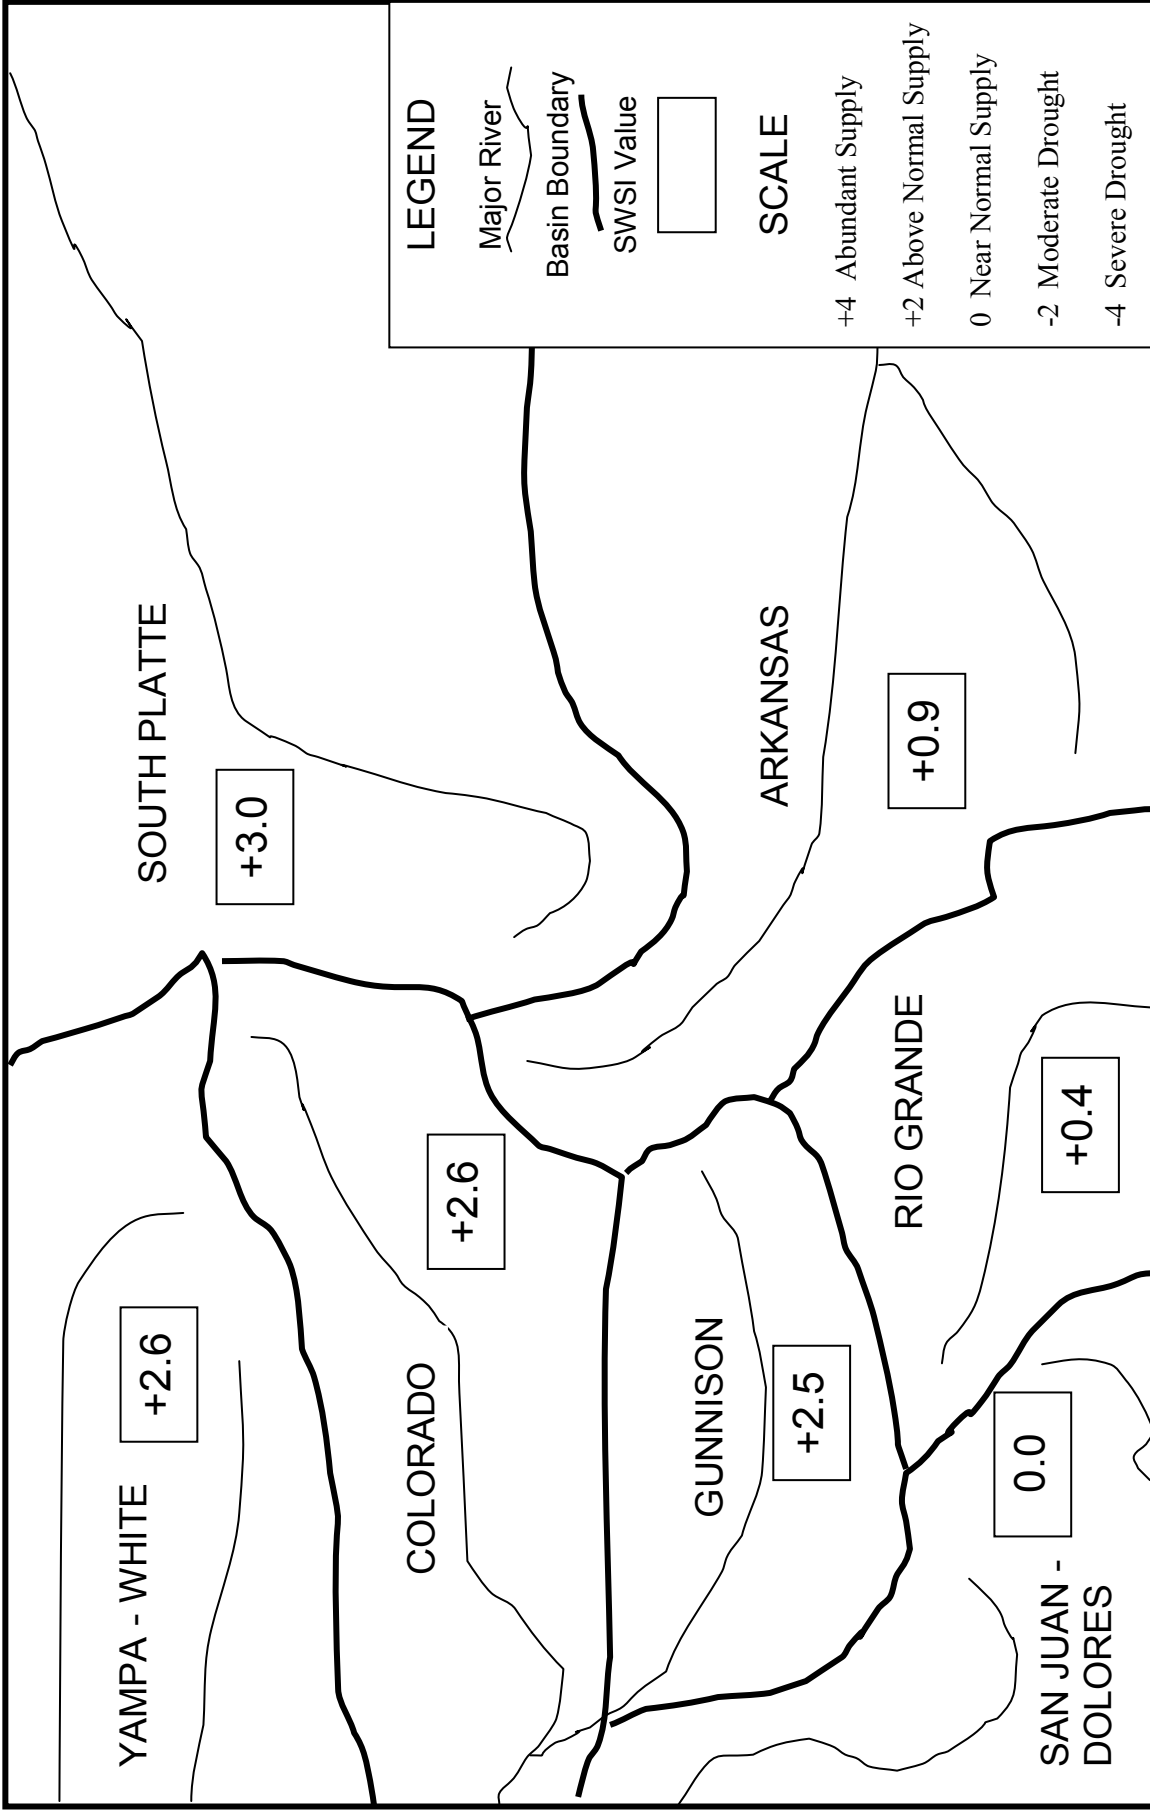 YAMPA - WHITE
+2.6
SOUTH PLATTE
+3.0
COLORADO
+2.6
GUNNISON
+2.5
ARKANSAS
+0.9
RIO GRANDE
+0.4
SAN JUAN -
DOLORES
0.0
LEGEND
Major River
Basin Boundary
SWSI Value
SCALE
+4 Abundant Supply
+2 Above Normal Supply
0 Near Normal Supply
-2 Moderate Drought
-4 Severe Drought